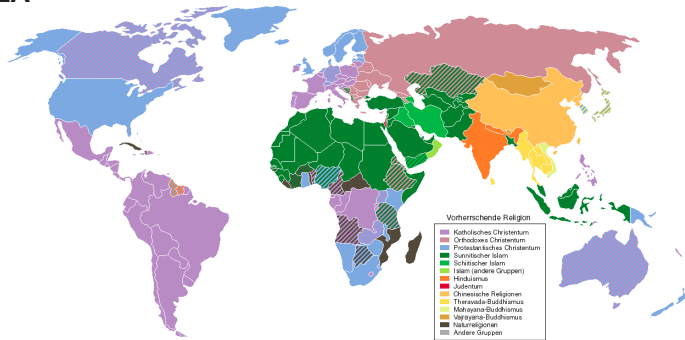 Vorherrschende Religion
Katholisches Christentum
Orthodoxes Christentum
Protestantisches Christentum
Sunnitischer Islam
Schiitischer Islam
Islam (andere Gruppen)
Hinduismus
Judentum
Chinesische Religionen
Theravada-Buddhismus
Mahayana-Buddhismus
Vajrayana-Buddhismus
Naturreligionen
Andere Gruppen